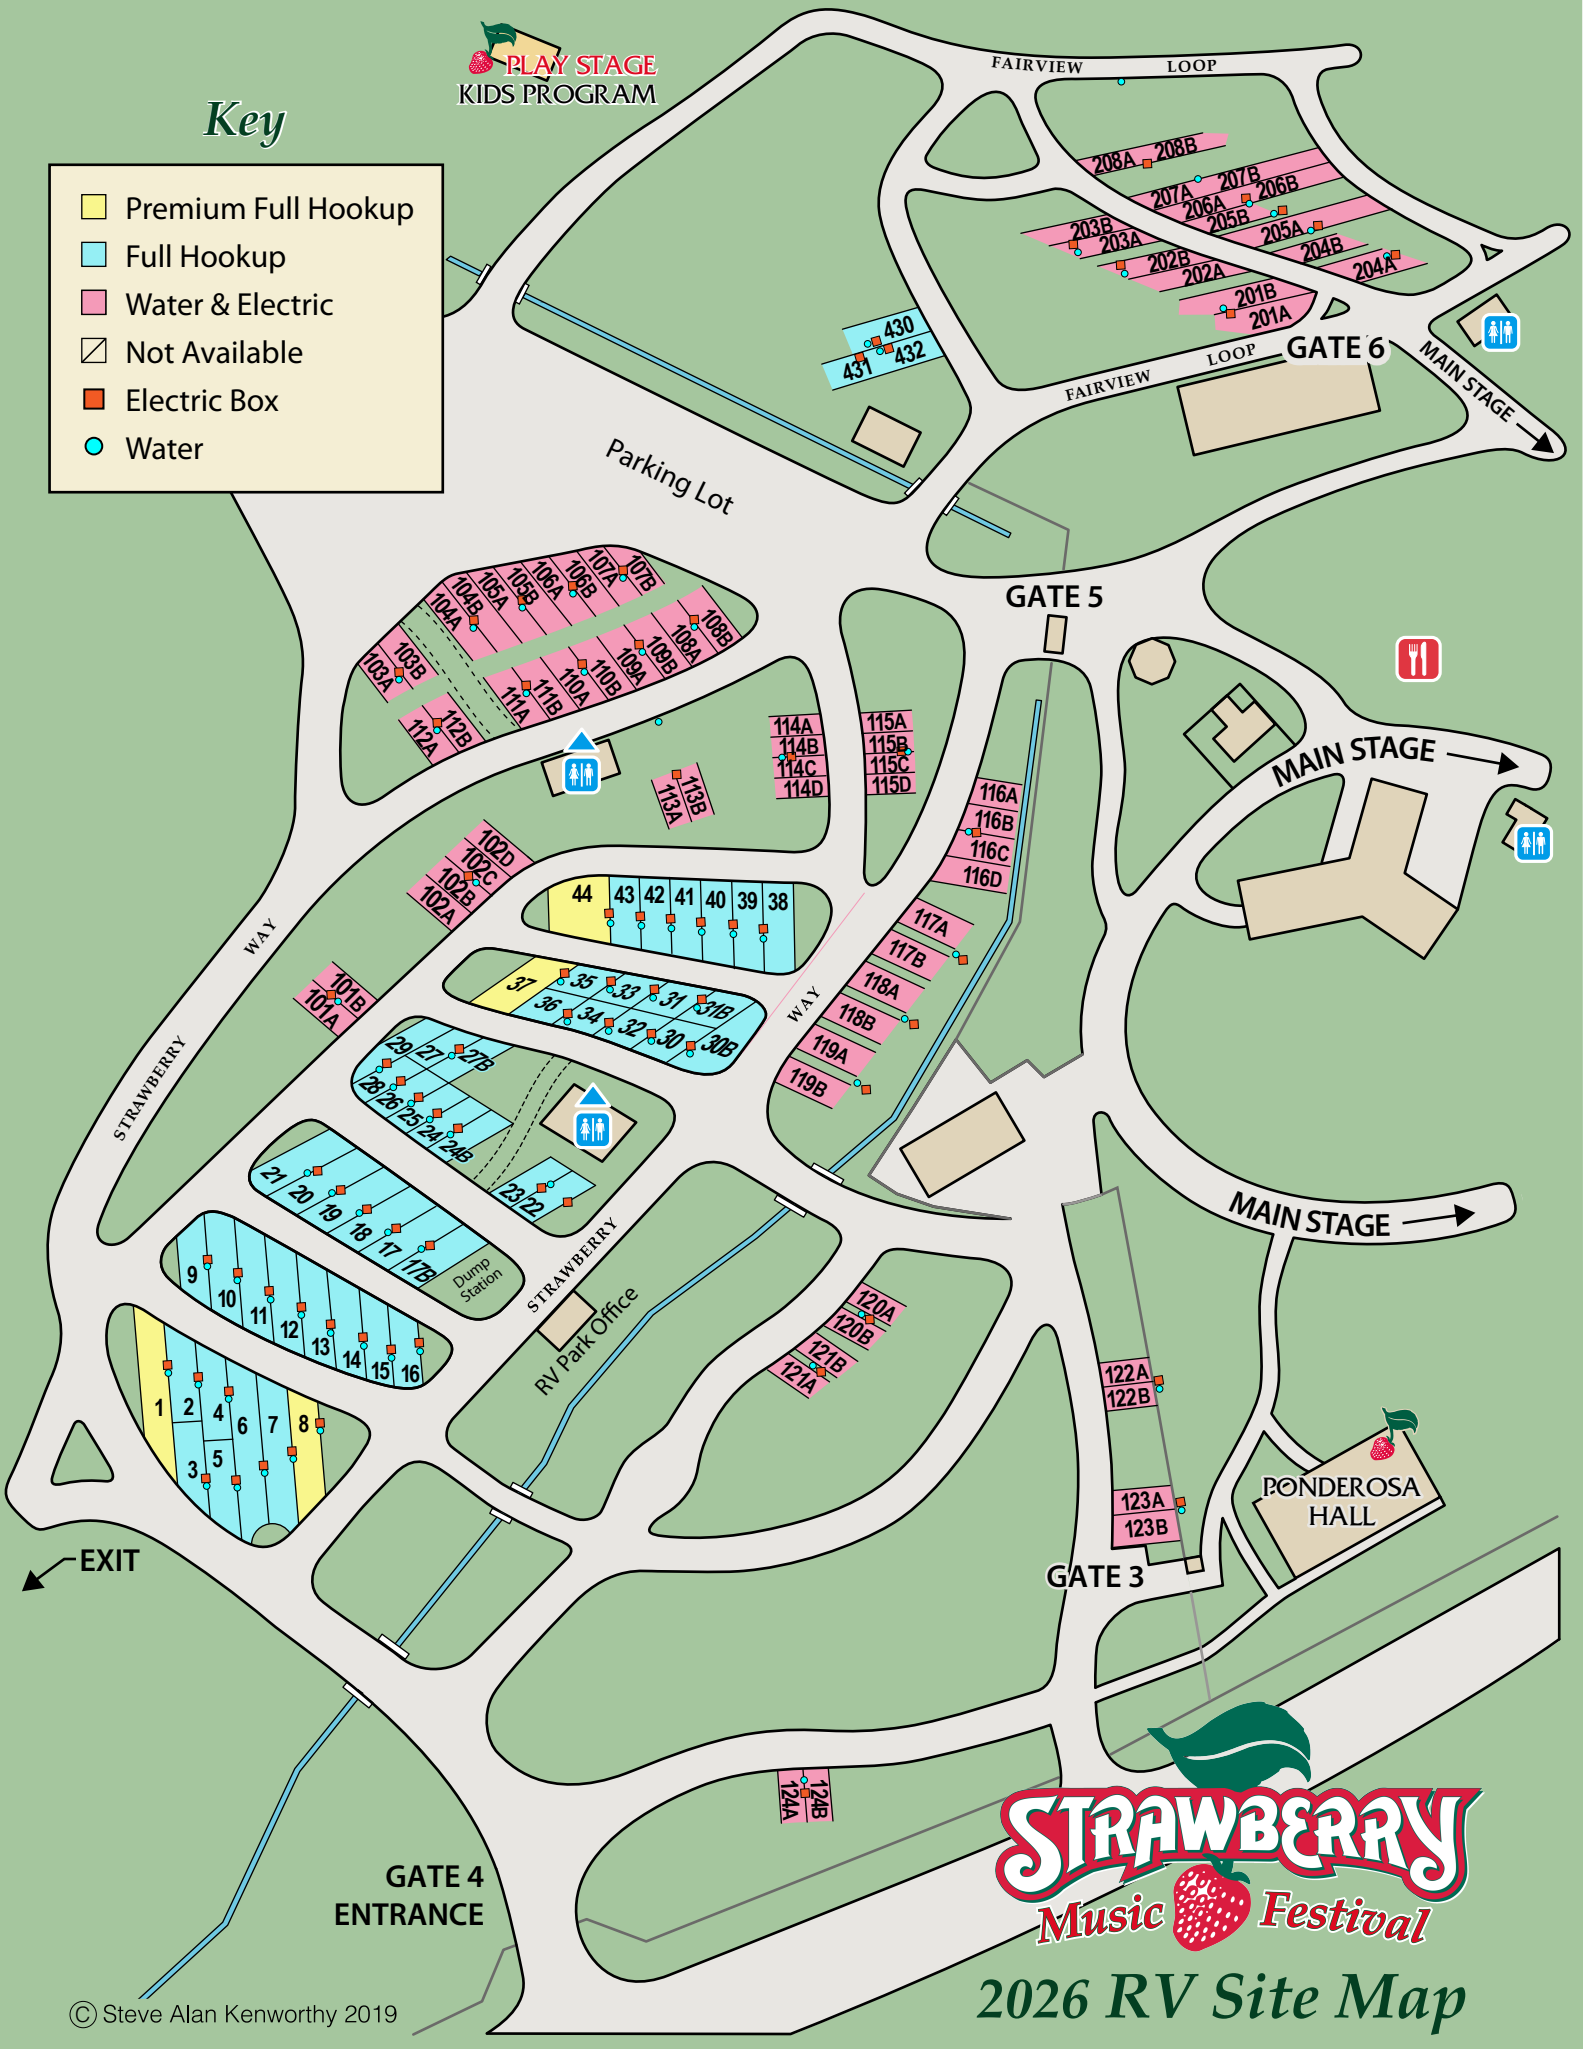 PLAY STAGE
KIDS PROGRAM
Key
Premium Full Hookup
Full Hookup
Water & Electric
Not Available
Electric Box
Water
FAIRVIEW LOOP
208A 208B
207A 207B
206A 206B
205B 205A
204B
204A
203B
203A
202B
202A
201B
201A
GATE 6
FAIRVIEW LOOP
MAIN STAGE
430
431 432
Parking Lot
GATE 5
103A 103B
104A 104B 105A 105B 106A 106B 107A 107B
111A 111B 110A 110B 109A 109B 108A 108B
112A 112B
113A 113B
114A
114B
114C
114D
115A
115B
115C
115D
116A
116B
116C
116D
MAIN STAGE
102D
102C
102B
102A
101B
101A
44 43 42 41 40 39 38
37 35 33 31 31B
36 34 32 30 30B
117A
117B
118A
118B
119A
119B
STRAWBERRY WAY
WAY
29 27 27B
28 26 25 24 24B
23 22
21 20 19 18 17 17B
Dump
Station
STRAWBERRY
RV Park Office
9 10 11 12 13 14 15 16
1 2 4 6 7 8
3 5
120A
120B
121B
121A
MAIN STAGE
122A
122B
123A
123B
GATE 3
PONDEROSA
HALL
EXIT
124A 124B
GATE 4
ENTRANCE
STRAWBERRY
Music Festival
2026 RV Site Map
© Steve Alan Kenworthy 2019